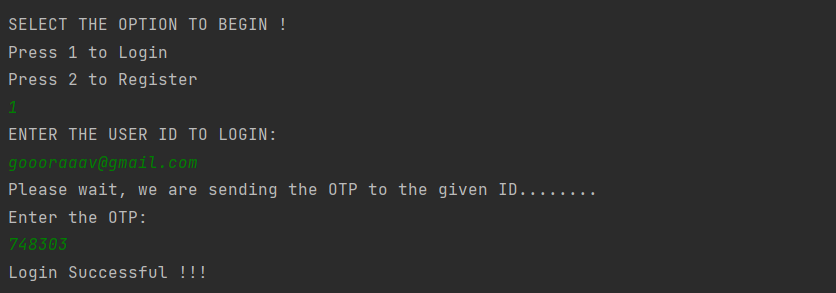 SELECT THE OPTION TO BEGIN !
Press 1 to Login
Press 2 to Register
1
ENTER THE USER ID TO LOGIN:
goooraaav@gmail.com
Please wait, we are sending the OTP to the given ID........
Enter the OTP:
748303
Login Successful !!!